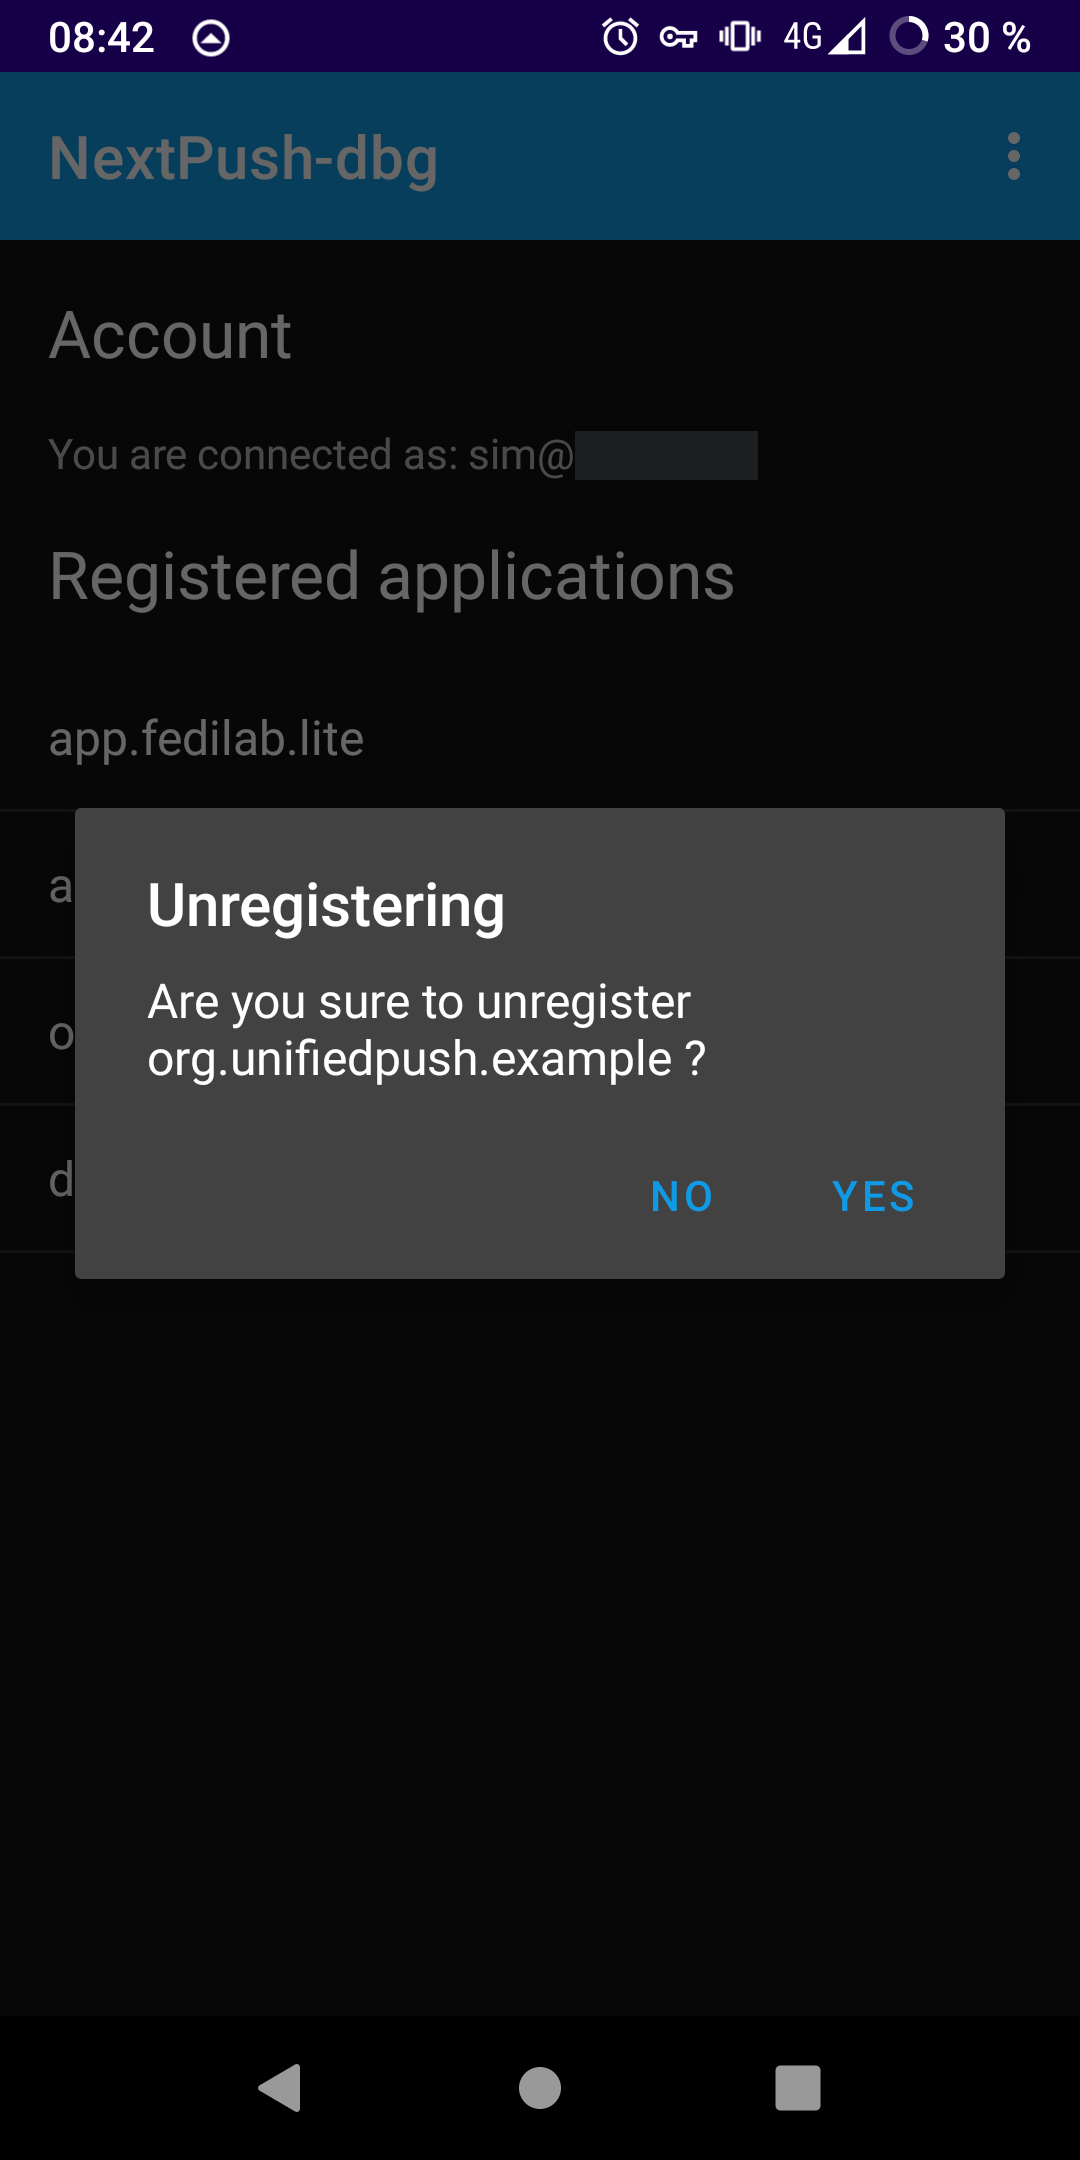 08:42 4G 30 %
NextPush-dbg
Account
You are connected as: sim@
Registered applications
app.fedilab.lite
a
o
d
Unregistering
Are you sure to unregister
org.unifiedpush.example ?
NO YES